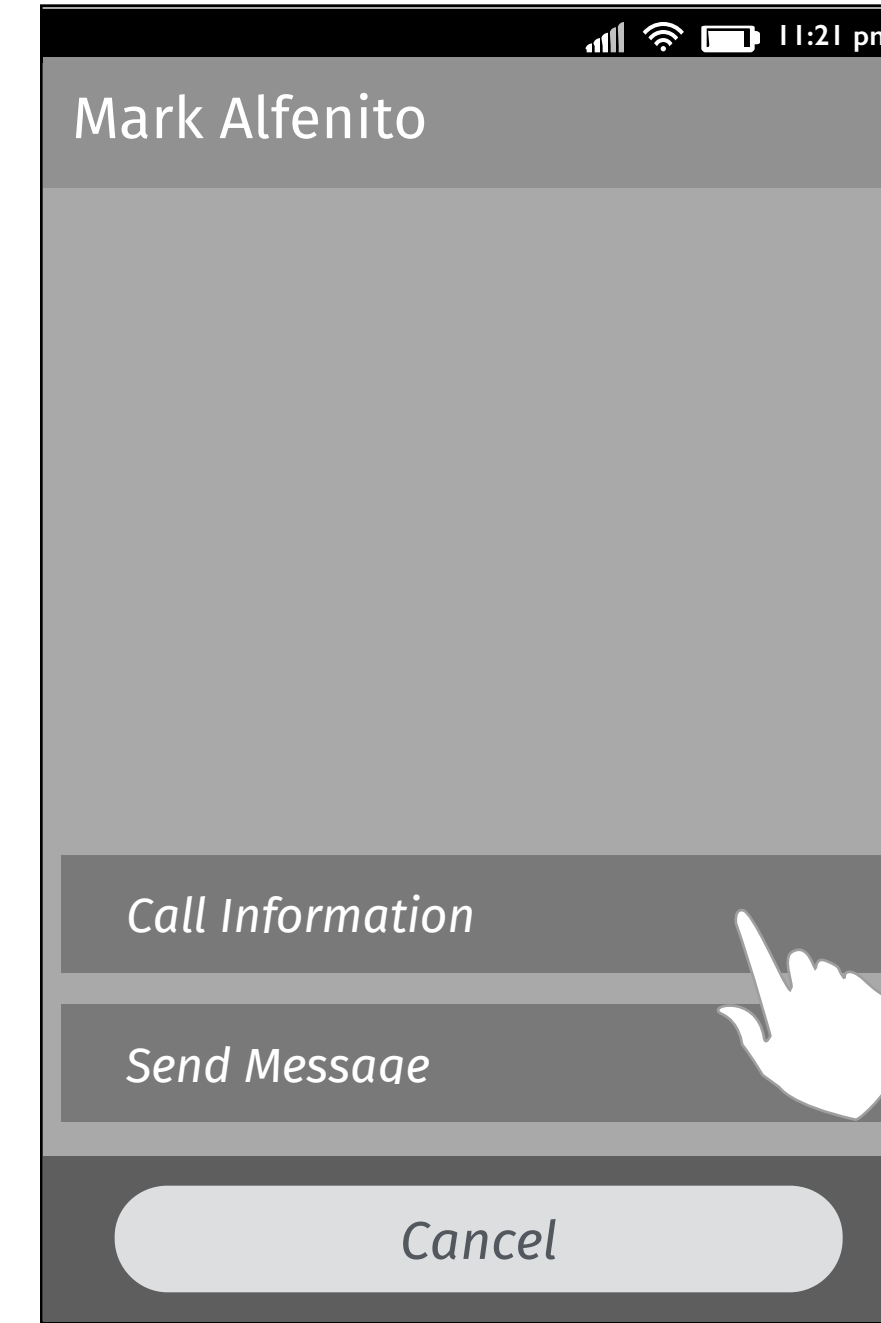 11:21 pm
Mark Alfenito
Call Information
Send Message
Cancel